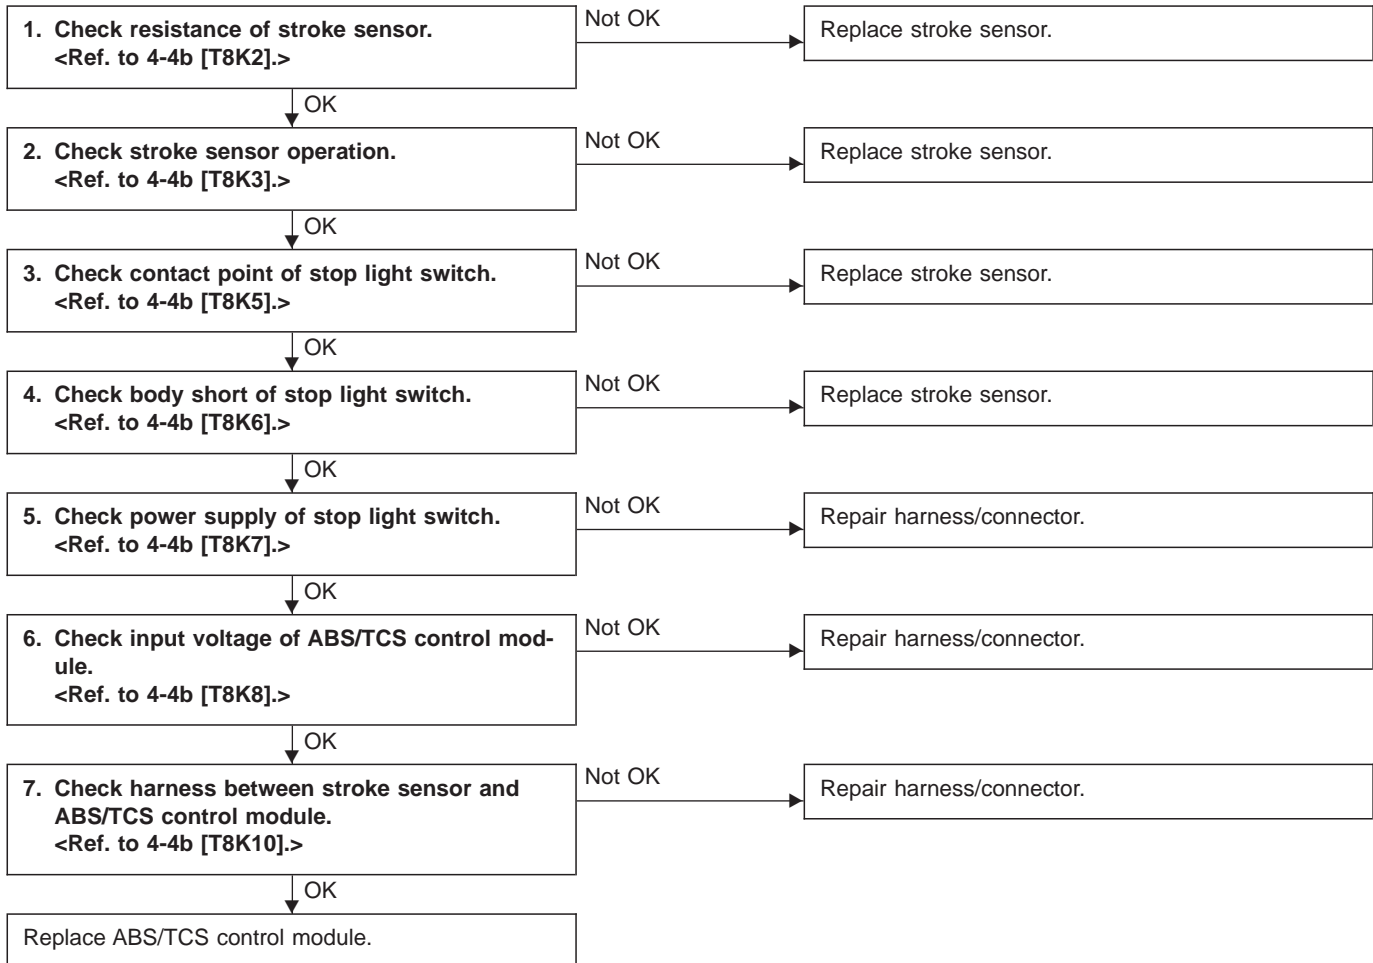 1. Check resistance of stroke sensor.
<Ref. to 4-4b [T8K2].>
Not OK
Replace stroke sensor.
OK
2. Check stroke sensor operation.
<Ref. to 4-4b [T8K3].>
Not OK
Replace stroke sensor.
OK
3. Check contact point of stop light switch.
<Ref. to 4-4b [T8K5].>
Not OK
Replace stroke sensor.
OK
4. Check body short of stop light switch.
<Ref. to 4-4b [T8K6].>
Not OK
Replace stroke sensor.
OK
5. Check power supply of stop light switch.
<Ref. to 4-4b [T8K7].>
Not OK
Repair harness/connector.
OK
6. Check input voltage of ABS/TCS control mod-
ule.
<Ref. to 4-4b [T8K8].>
Not OK
Repair harness/connector.
OK
7. Check harness between stroke sensor and
ABS/TCS control module.
<Ref. to 4-4b [T8K10].>
Not OK
Repair harness/connector.
OK
Replace ABS/TCS control module.